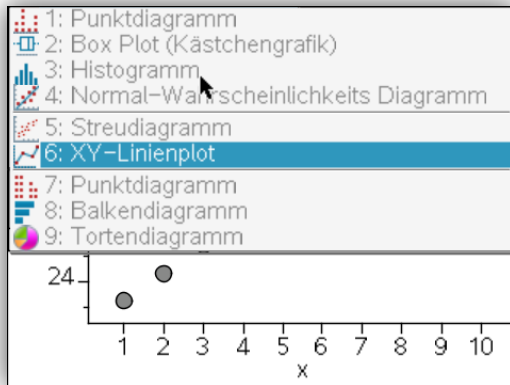 1: Punktdiagramm
2: Box Plot (Kästchengrafik)
3: Histogramm
4: Normal-Wahrscheinlichkeits Diagramm
5: Streudiagramm
6: XY-Linienplot
7: Punktdiagramm
8: Balkendiagramm
9: Tortendiagramm
24
1 2 3 4 5 6 7 8 9 10
x